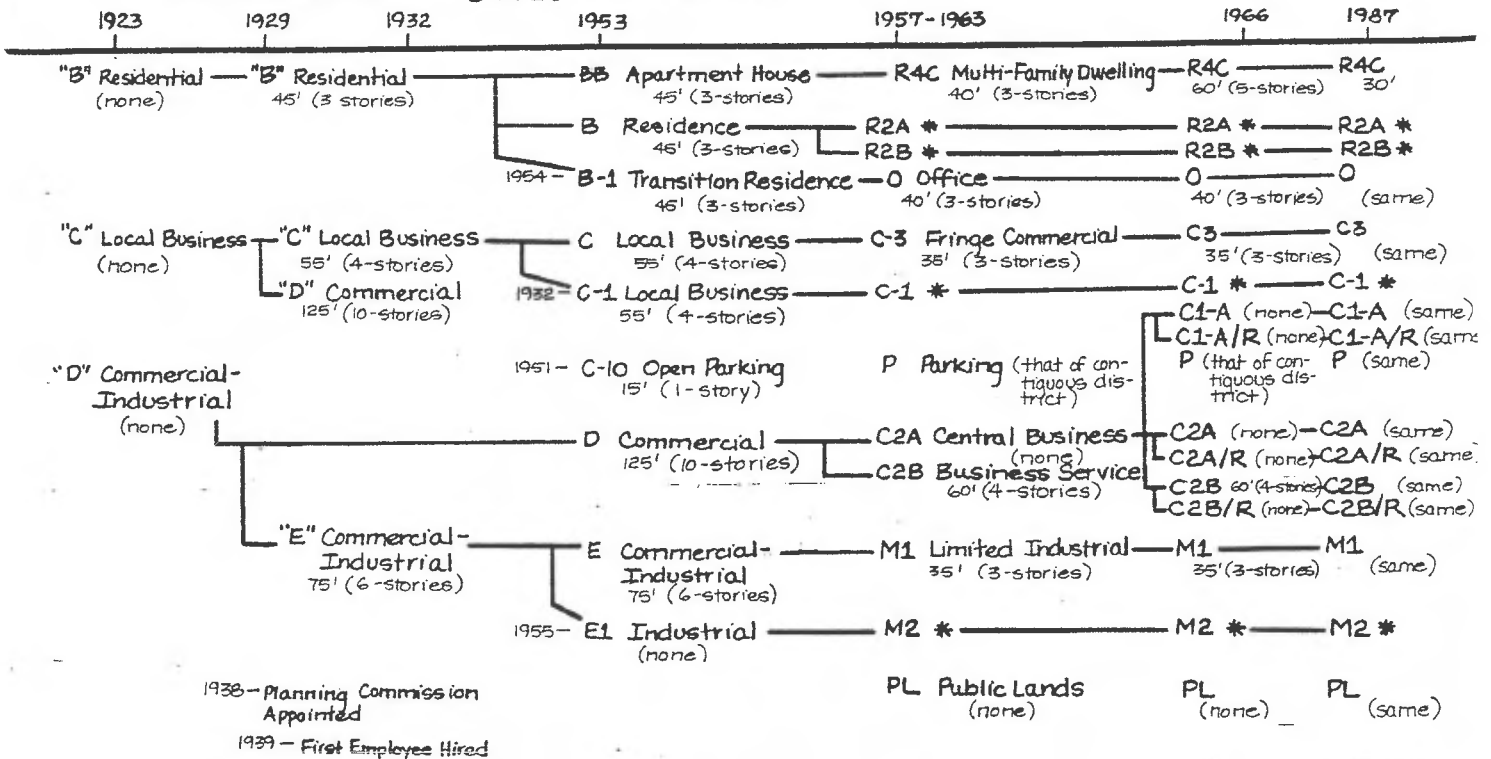 1923 1929 1932 1953 1957-1963 1966 1987
"B" Residential — "B" Residential — BB Apartment House — R4C Multi-Family Dwelling — R4C — R4C
(none) 45' (3 stories) 45' (3-stories) 40' (3-stories) 60' (5-stories) 30'
B Residence — R2A * — R2A * — R2A *
45' (3-stories) R2B * — R2B * — R2B *
1954 — B-1 Transition Residence — O Office — O — O
45' (3-stories) 40' (3-stories) 40' (3-stories) (same)
"C" Local Business — "C" Local Business — C Local Business — C-3 Fringe Commercial — C3 — C3
(none) 55' (4-stories) 55' (4-stories) 35' (3-stories) 35' (3-stories) (same)
"D" Commercial 1932 — C-1 Local Business — C-1 * — C-1 * — C-1 *
125' (10-stories) 55' (4-stories)
C1-A (none) — C1-A (same)
C1-A/R (none) — C1-A/R (same
"D" Commercial- 1951 — C-10 Open Parking P Parking (that of con- P (that of con- P (same)
Industrial 15' (1-story) tiquous dis- tiquous dis-
(none) trict) trict)
D Commercial — C2A Central Business — C2A (none) — C2A (same)
125' (10-stories) (none) C2A/R (none) — C2A/R (same
C2B Business Service C2B 60' (4-stories) — C2B (same)
60' (4-stories) C2B/R (none) — C2B/R (same)
"E" Commercial- — E Commercial- — M1 Limited Industrial — M1 — M1
Industrial Industrial 35' (3-stories) 35' (3-stories) (same)
75' (6-stories) 75' (6-stories)
1955 — E1 Industrial — M2 * — M2 * — M2 *
(none)
PL Public Lands PL PL
(none) (none) (same)
1938 — Planning Commission
Appointed
1939 — First Employee Hired